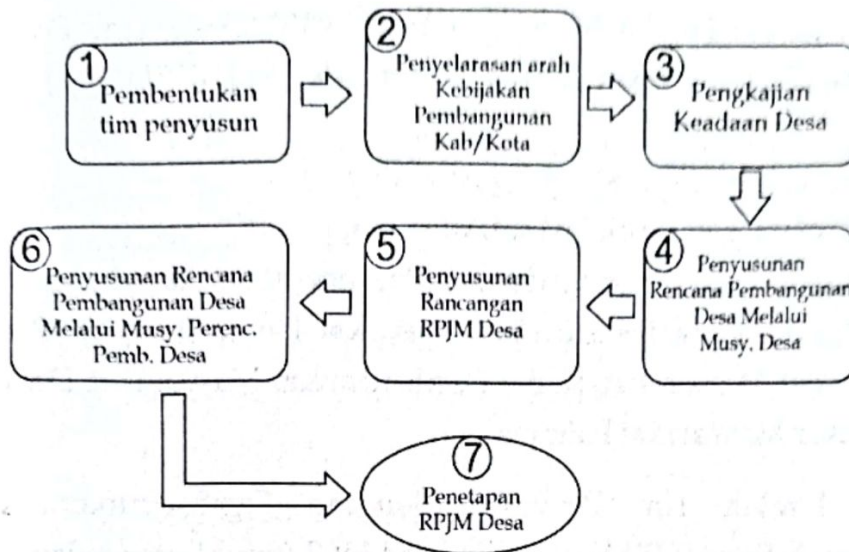 1
Pembentukan
tim penyusun
2
Penyelarasan arah
Kebijakan
Pembangunan
Kab/Kota
3
Pengkajian
Keadaan Desa
4
Penyusunan
Rencana Pembangunan
Desa Melalui
Musy. Desa
5
Penyusunan
Rancangan
RPJM Desa
6
Penyusunan Rencana
Pembangunan Desa
Melalui Musy. Perenc.
Pemb. Desa
7
Penetapan
RPJM Desa